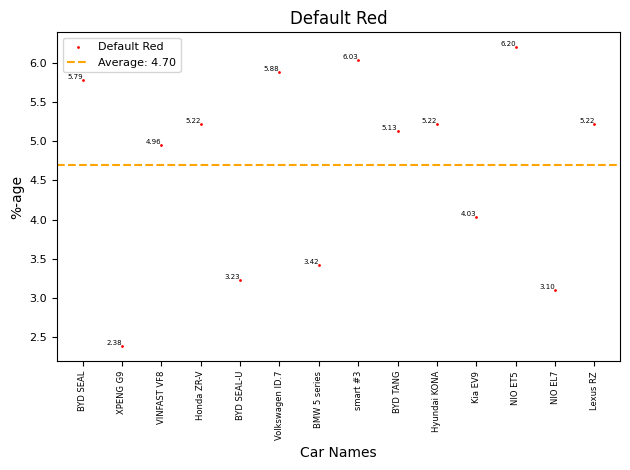 Default Red
Default Red
Average: 4.70
%-age
6.0
5.5
5.0
4.5
4.0
3.5
3.0
2.5
5.79
2.38
4.96
5.22
3.23
5.88
3.42
6.03
5.13
5.22
4.03
6.20
3.10
5.22
BYD SEAL
XPENG G9
VINFAST VF8
Honda ZR-V
BYD SEAL-U
Volkswagen ID.7
BMW 5 series
smart #3
BYD TANG
Hyundai KONA
Kia EV9
NIO ET5
NIO EL7
Lexus RZ
Car Names